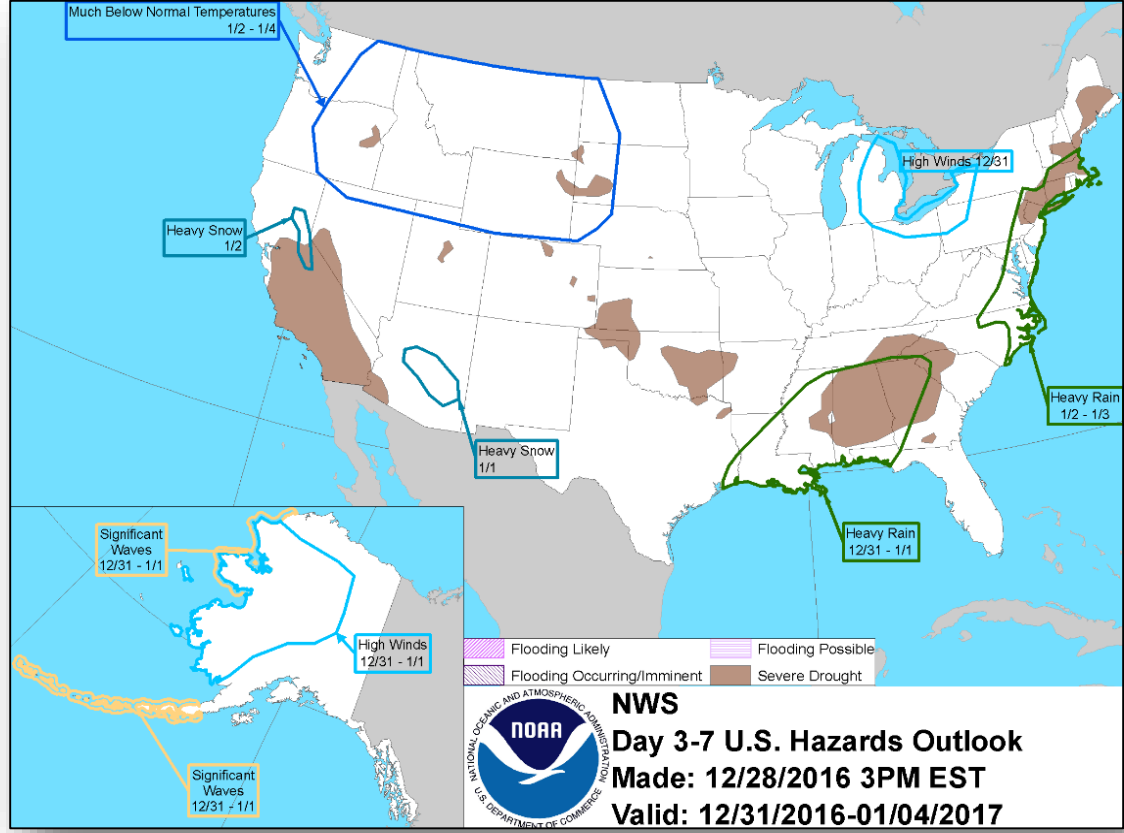 Much Below Normal Temperatures
1/2 - 1/4
High Winds 12/31
Heavy Snow
1/2
Heavy Rain
1/2 - 1/3
Heavy Snow
1/1
Heavy Rain
12/31 - 1/1
Significant
Waves
12/31 - 1/1
High Winds
12/31 - 1/1
Significant
Waves
12/31 - 1/1
Flooding Likely
Flooding Possible
Flooding Occurring/Imminent
Severe Drought
NATIONAL OCEANIC AND ATMOSPHERIC ADMINISTRATION
NOAA
U.S. DEPARTMENT OF COMMERCE
NWS
Day 3-7 U.S. Hazards Outlook
Made: 12/28/2016 3PM EST
Valid: 12/31/2016-01/04/2017